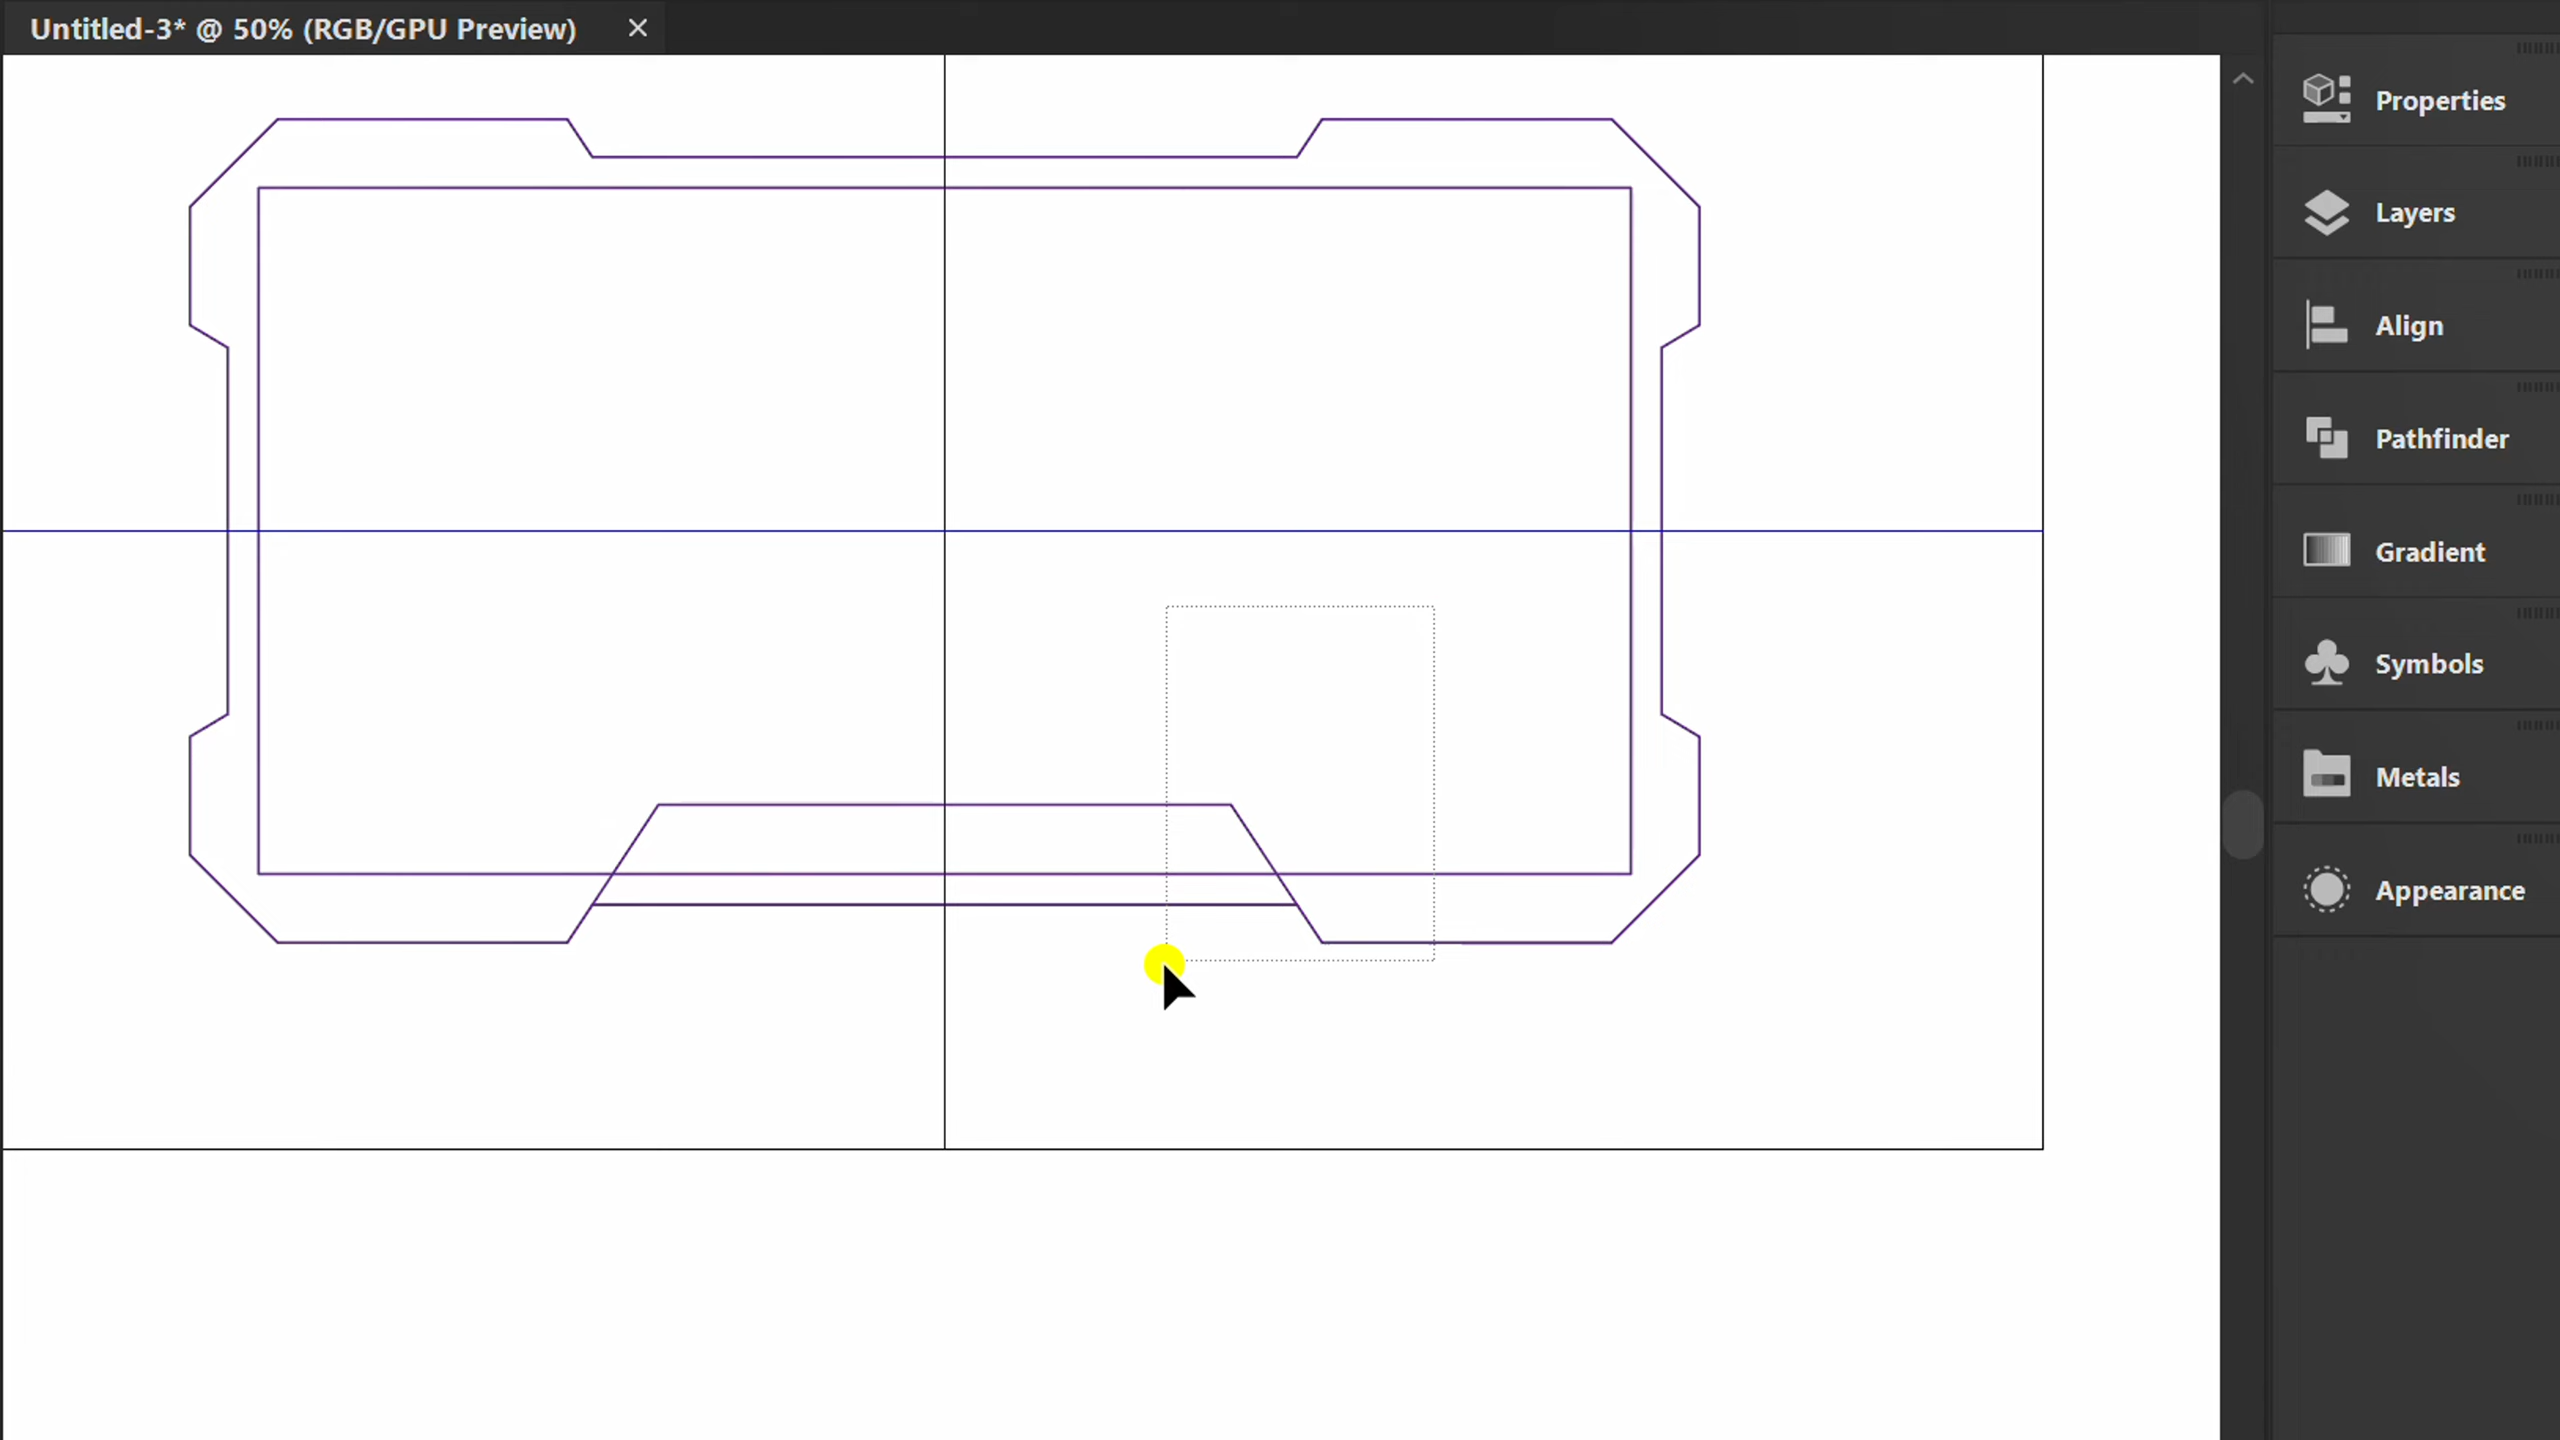 Untitled-3* @ 50% (RGB/GPU Preview)
Properties
Layers
Align
Pathfinder
Gradient
Symbols
Metals
Appearance